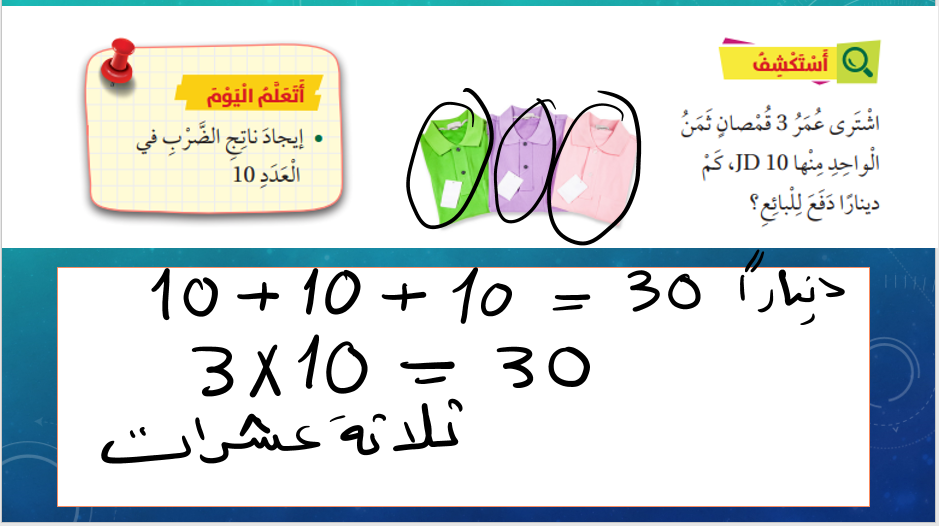 أَسْتَكْشِفُ
اشْتَرى عُمَرُ 3 قُمْصانٍ ثَمَنُ
الْواحِدِ مِنْها JD 10، كَمْ
دينارًا دَفَعَ لِلْبائِعِ؟
أَتَعَلَّمُ الْيَوْمَ
• إيجادَ ناتِجِ الضَّرْبِ في
الْعَدَدِ 10
10 + 10 + 10 = 30 دينارًا
3 × 10 = 30
ثلاثة عشرات